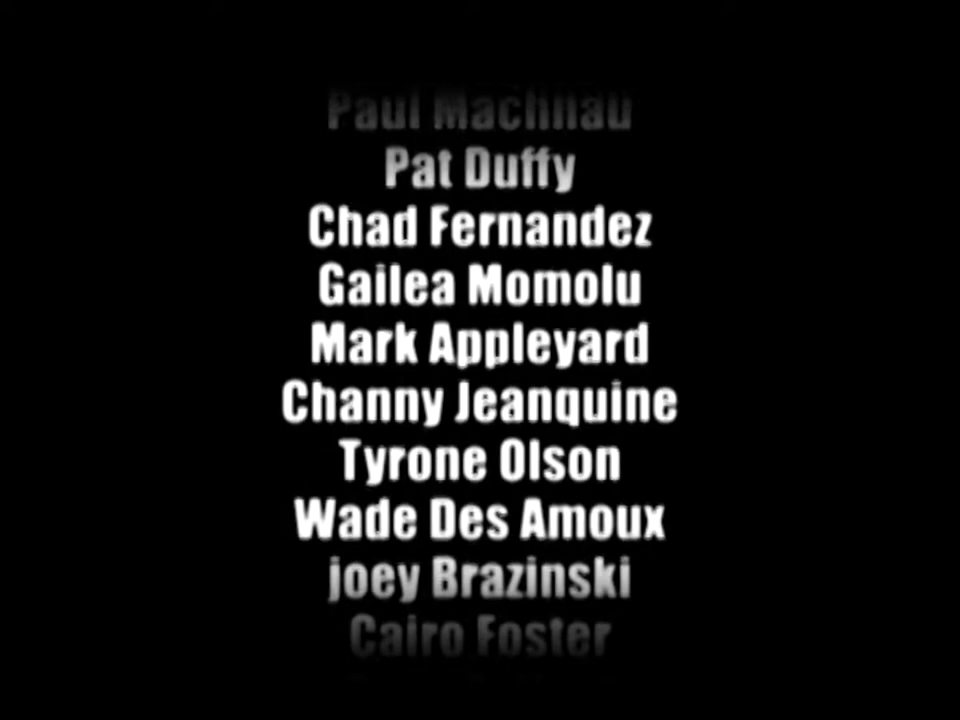 Paul Machnau
Pat Duffy
Chad Fernandez
Gailea Momolu
Mark Appleyard
Channy Jeanquine
Tyrone Olson
Wade Des Amoux
joey Brazinski
Cairo Foster